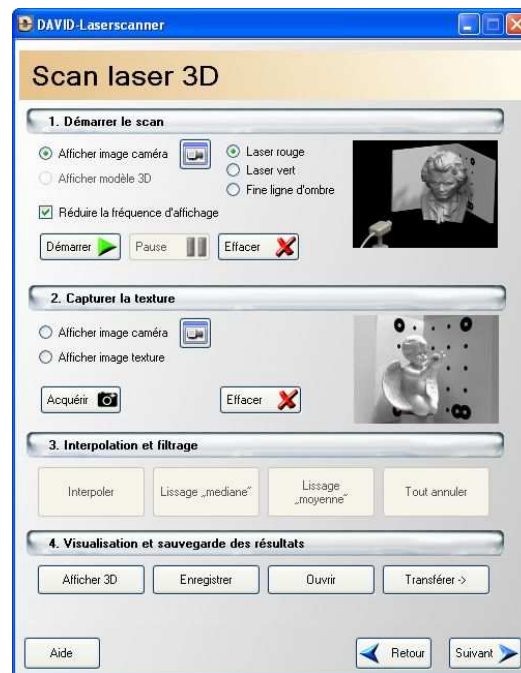 DAVID-Laserscanner
Scan laser 3D
1. Démarrer le scan
Afficher image caméra
Laser rouge
Afficher modèle 3D
Laser vert
Fine ligne d'ombre
Réduire la fréquence d'affichage
Démarrer
Pause
Effacer
2. Capturer la texture
Afficher image caméra
Afficher image texture
Acquérir
Effacer
3. Interpolation et filtrage
Interpoler
Lissage „mediane“
Lissage „moyenne“
Tout annuler
4. Visualisation et sauvegarde des résultats
Afficher 3D
Enregistrer
Ouvrir
Transférer ->
Aide
Retour
Suivant